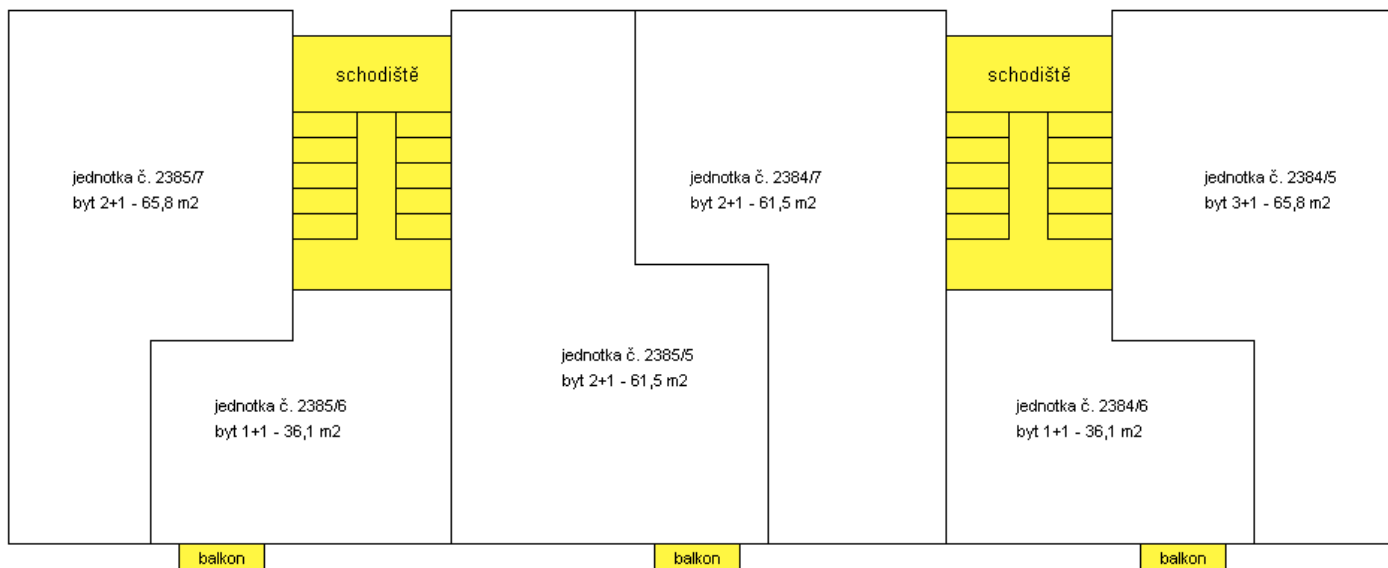 schodiště
schodiště
jednotka č. 2385/7
byt 2+1 - 65,8 m2
jednotka č. 2384/7
byt 2+1 - 61,5 m2
jednotka č. 2384/5
byt 3+1 - 65,8 m2
jednotka č. 2385/5
byt 2+1 - 61,5 m2
jednotka č. 2385/6
byt 1+1 - 36,1 m2
jednotka č. 2384/6
byt 1+1 - 36,1 m2
balkon
balkon
balkon